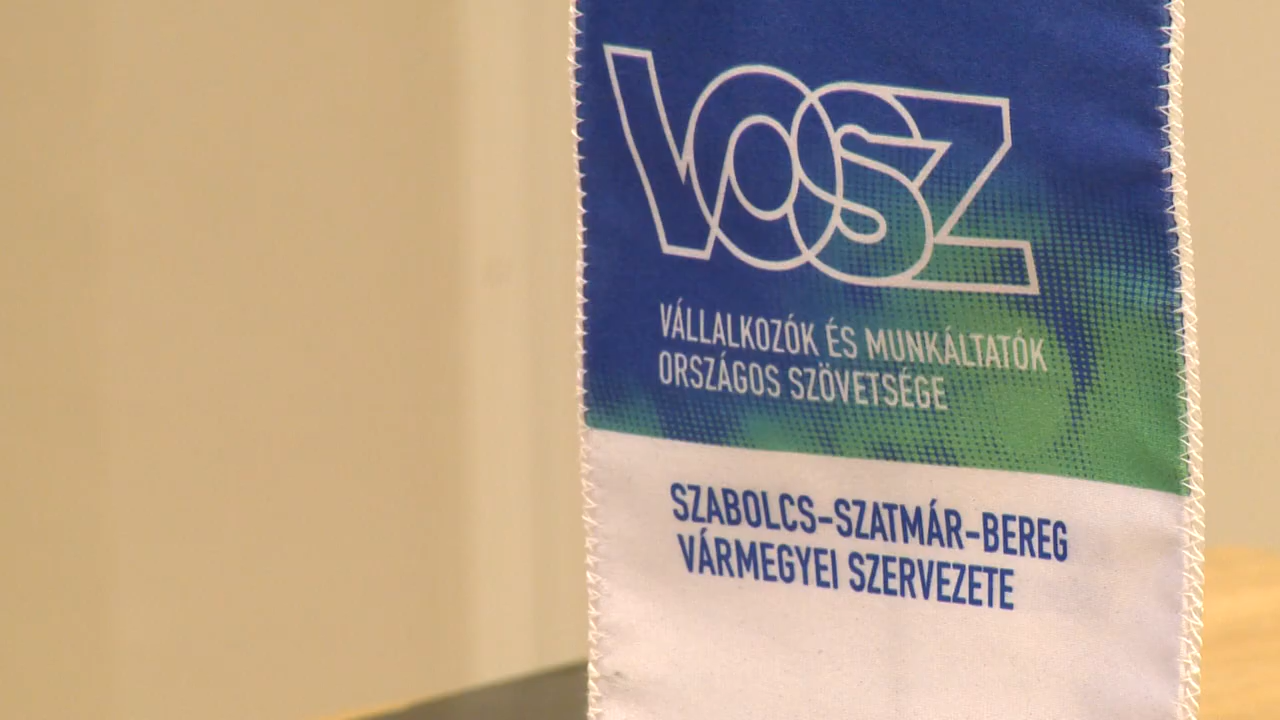 VOSZ
VÁLLALKOZÓK ÉS MUNKÁLTATÓK
ORSZÁGOS SZÖVETSÉGE
SZABOLCS-SZATMÁR-BEREG
VÁRMEGYEI SZERVEZETE